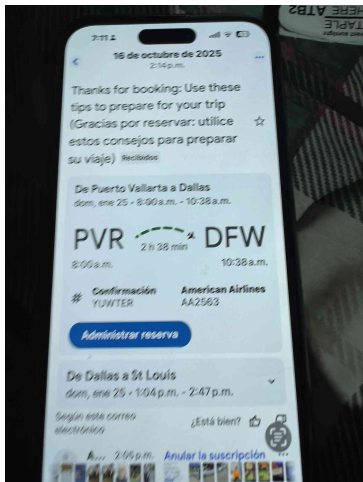 7:11
HERE ATB2
STAPLE
16 de octubre de 2025
2:14 p.m.
Thanks for booking: Use these
tips to prepare for your trip
(Gracias por reservar: utilice
estos consejos para preparar
su viaje) Recibidos
De Puerto Vallarta a Dallas
dom, ene 25 • 8:00 a.m. - 10:38 a.m.
PVR 2 h 38 min DFW
8:00 a.m. 10:38 a.m.
# Confirmación American Airlines
YUWTER AA2563
Administrar reserva
De Dallas a St Louis
dom, ene 25 • 1:04 p.m. - 2:47 p.m.
Según este correo
electrónico ¿Está bien?
A... 2:05 p.m. Anular la suscripción ...